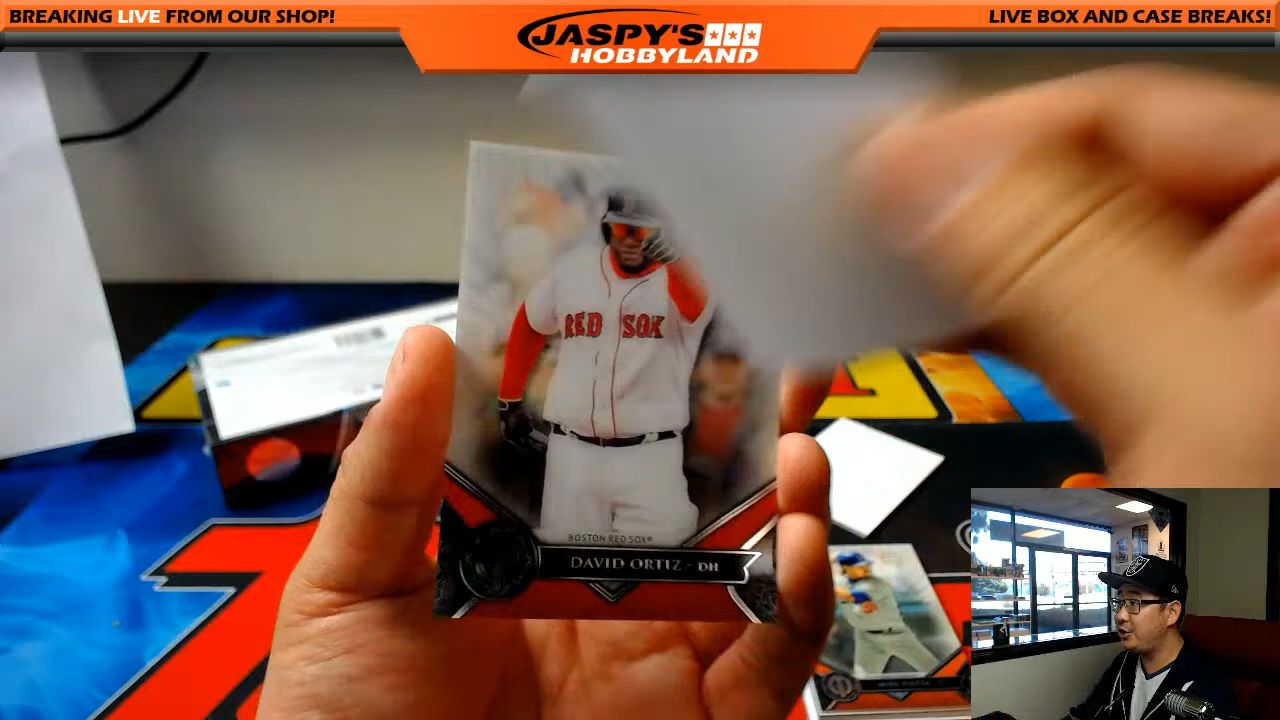 BREAKING LIVE FROM OUR SHOP!
JASPY'S
HOBBYLAND
LIVE BOX AND CASE BREAKS!
RED SOX
BOSTON RED SOX®
DAVID ORTIZ - DH